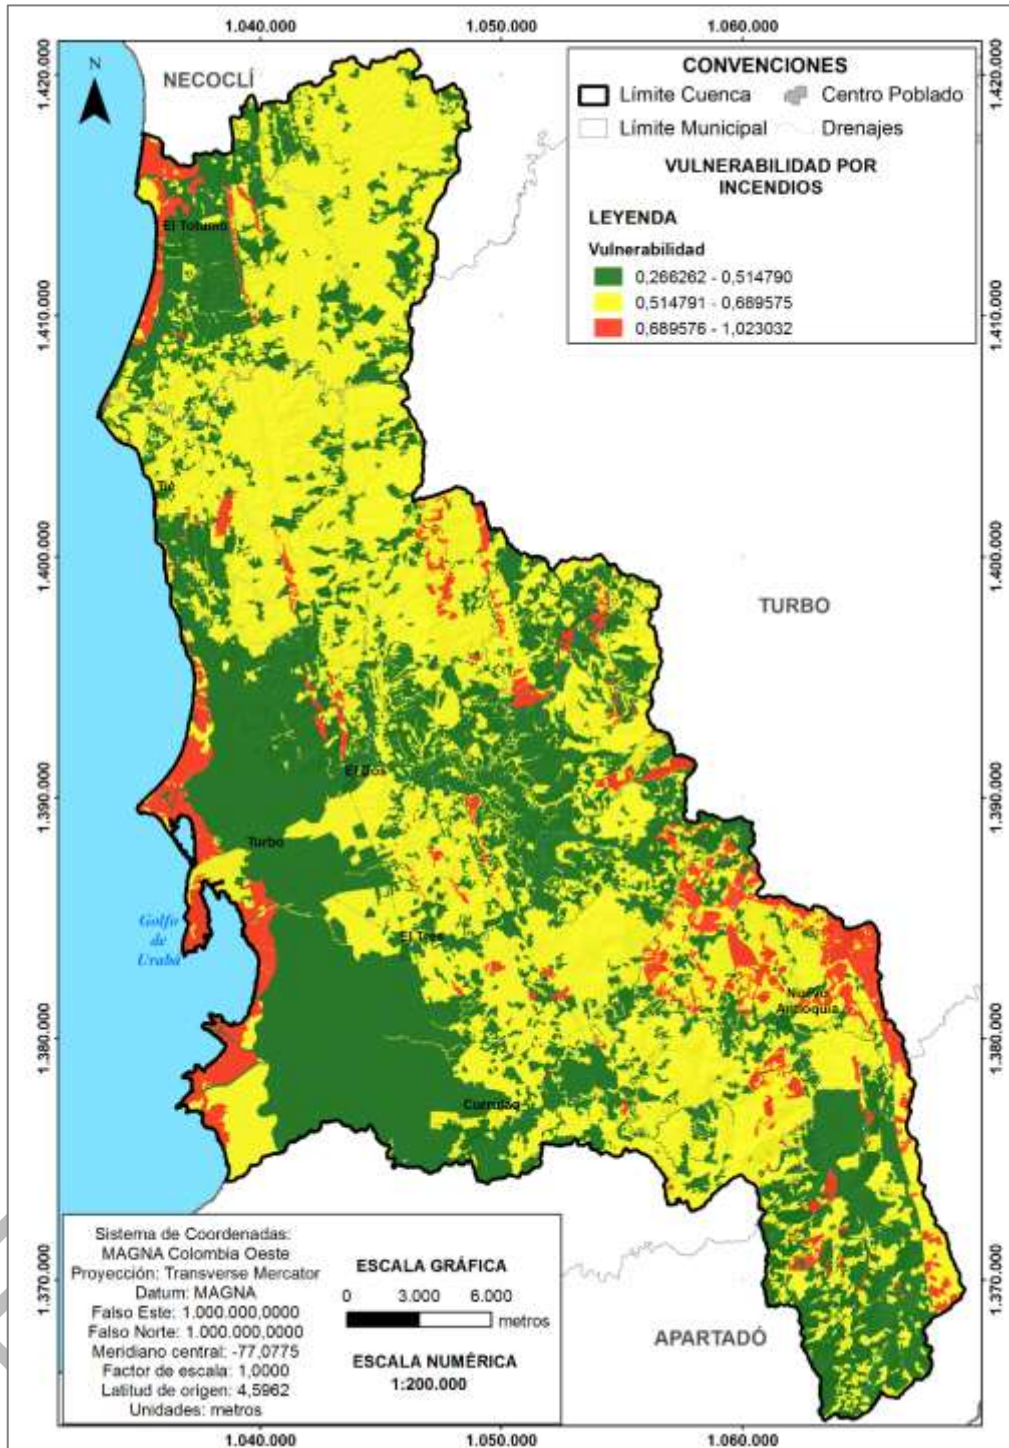 1.040.000 1.050.000 1.060.000
1.420.000
1.410.000
1.400.000
1.390.000
1.380.000
1.370.000
N
NECOCLÍ
CONVENCIONES
Límite Cuenca Centro Poblado
Límite Municipal Drenajes
VULNERABILIDAD POR
INCENDIOS
LEYENDA
Vulnerabilidad
0,266262 - 0,514790
0,514791 - 0,689575
0,689576 - 1,023032
1.420.000
1.410.000
1.400.000
1.390.000
1.380.000
1.370.000
El Totumo
Tié
TURBO
El Dos
Turbo
Golfo
de
Urabá
El Tres
Nueva
Antioquia
Currulao
APARTADÓ
Sistema de Coordenadas:
MAGNA Colombia Oeste
Proyección: Transverse Mercator
Datum: MAGNA
Falso Este: 1.000.000,0000
Falso Norte: 1.000.000,0000
Meridiano central: -77,0775
Factor de escala: 1,0000
Latitud de origen: 4,5962
Unidades: metros
ESCALA GRÁFICA
0 3.000 6.000
metros
ESCALA NUMÉRICA
1:200.000
1.040.000 1.050.000 1.060.000